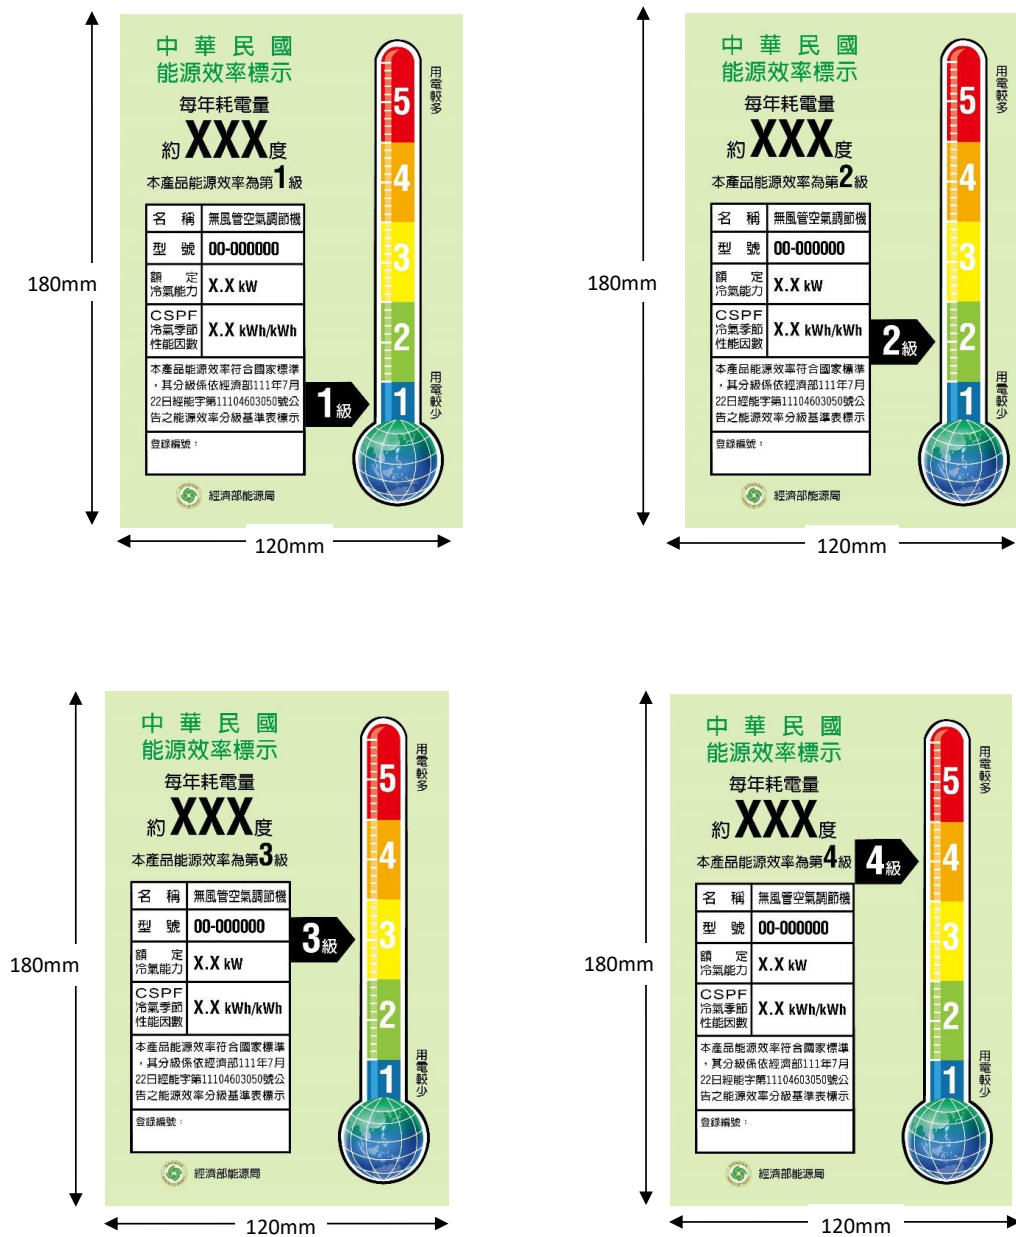 中華民國
能源效率標示
每年耗電量
約XXX度
本產品能源效率為第1級
名稱 無風管空氣調節機
型號 00-000000
額定
冷氣能力 X.X kW
CSPF
冷氣季節
性能因數 X.X kWh/kWh
本產品能源效率符合國家標準
，其分級係依經濟部111年7月
22日經能字第11104603050號公
告之能源效率分級基準表標示
登錄編號：
經濟部能源局
1級
用電較多
5
4
3
2
1
用電較少
180mm
120mm
中華民國
能源效率標示
每年耗電量
約XXX度
本產品能源效率為第2級
名稱 無風管空氣調節機
型號 00-000000
額定
冷氣能力 X.X kW
CSPF
冷氣季節
性能因數 X.X kWh/kWh
本產品能源效率符合國家標準
，其分級係依經濟部111年7月
22日經能字第11104603050號公
告之能源效率分級基準表標示
登錄編號：
經濟部能源局
2級
用電較多
5
4
3
2
1
用電較少
180mm
120mm
中華民國
能源效率標示
每年耗電量
約XXX度
本產品能源效率為第3級
名稱 無風管空氣調節機
型號 00-000000
額定
冷氣能力 X.X kW
CSPF
冷氣季節
性能因數 X.X kWh/kWh
本產品能源效率符合國家標準
，其分級係依經濟部111年7月
22日經能字第11104603050號公
告之能源效率分級基準表標示
登錄編號：
經濟部能源局
3級
用電較多
5
4
3
2
1
用電較少
180mm
120mm
中華民國
能源效率標示
每年耗電量
約XXX度
本產品能源效率為第4級
名稱 無風管空氣調節機
型號 00-000000
額定
冷氣能力 X.X kW
CSPF
冷氣季節
性能因數 X.X kWh/kWh
本產品能源效率符合國家標準
，其分級係依經濟部111年7月
22日經能字第11104603050號公
告之能源效率分級基準表標示
登錄編號：
經濟部能源局
4級
用電較多
5
4
3
2
1
用電較少
180mm
120mm